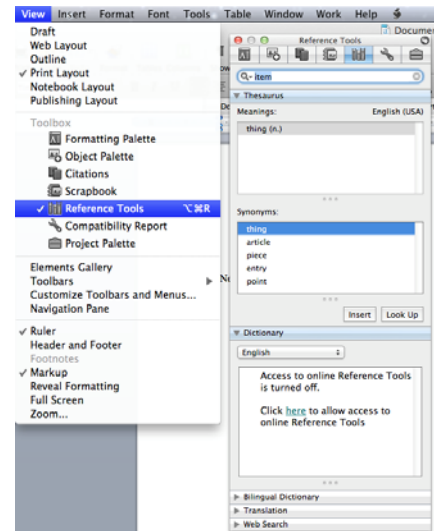 View Insert Format Font Tools Table Window Work Help
Draft
Web Layout
Outline
✓ Print Layout
Notebook Layout
Publishing Layout
Toolbox
Formatting Palette
Object Palette
Citations
Scrapbook
✓ Reference Tools ⌥⌘R
Compatibility Report
Project Palette
Elements Gallery
Toolbars
Customize Toolbars and Menus...
Navigation Pane
✓ Ruler
Header and Footer
Footnotes
✓ Markup
Reveal Formatting
Full Screen
Zoom...
Docume
Reference Tools
item
Thesaurus
Meanings: English (USA)
thing (n.)
Synonyms:
thing
article
piece
entry
point
Insert Look Up
Dictionary
English
Access to online Reference Tools
is turned off.
Click here to allow access to
online Reference Tools
Bilingual Dictionary
Translation
Web Search